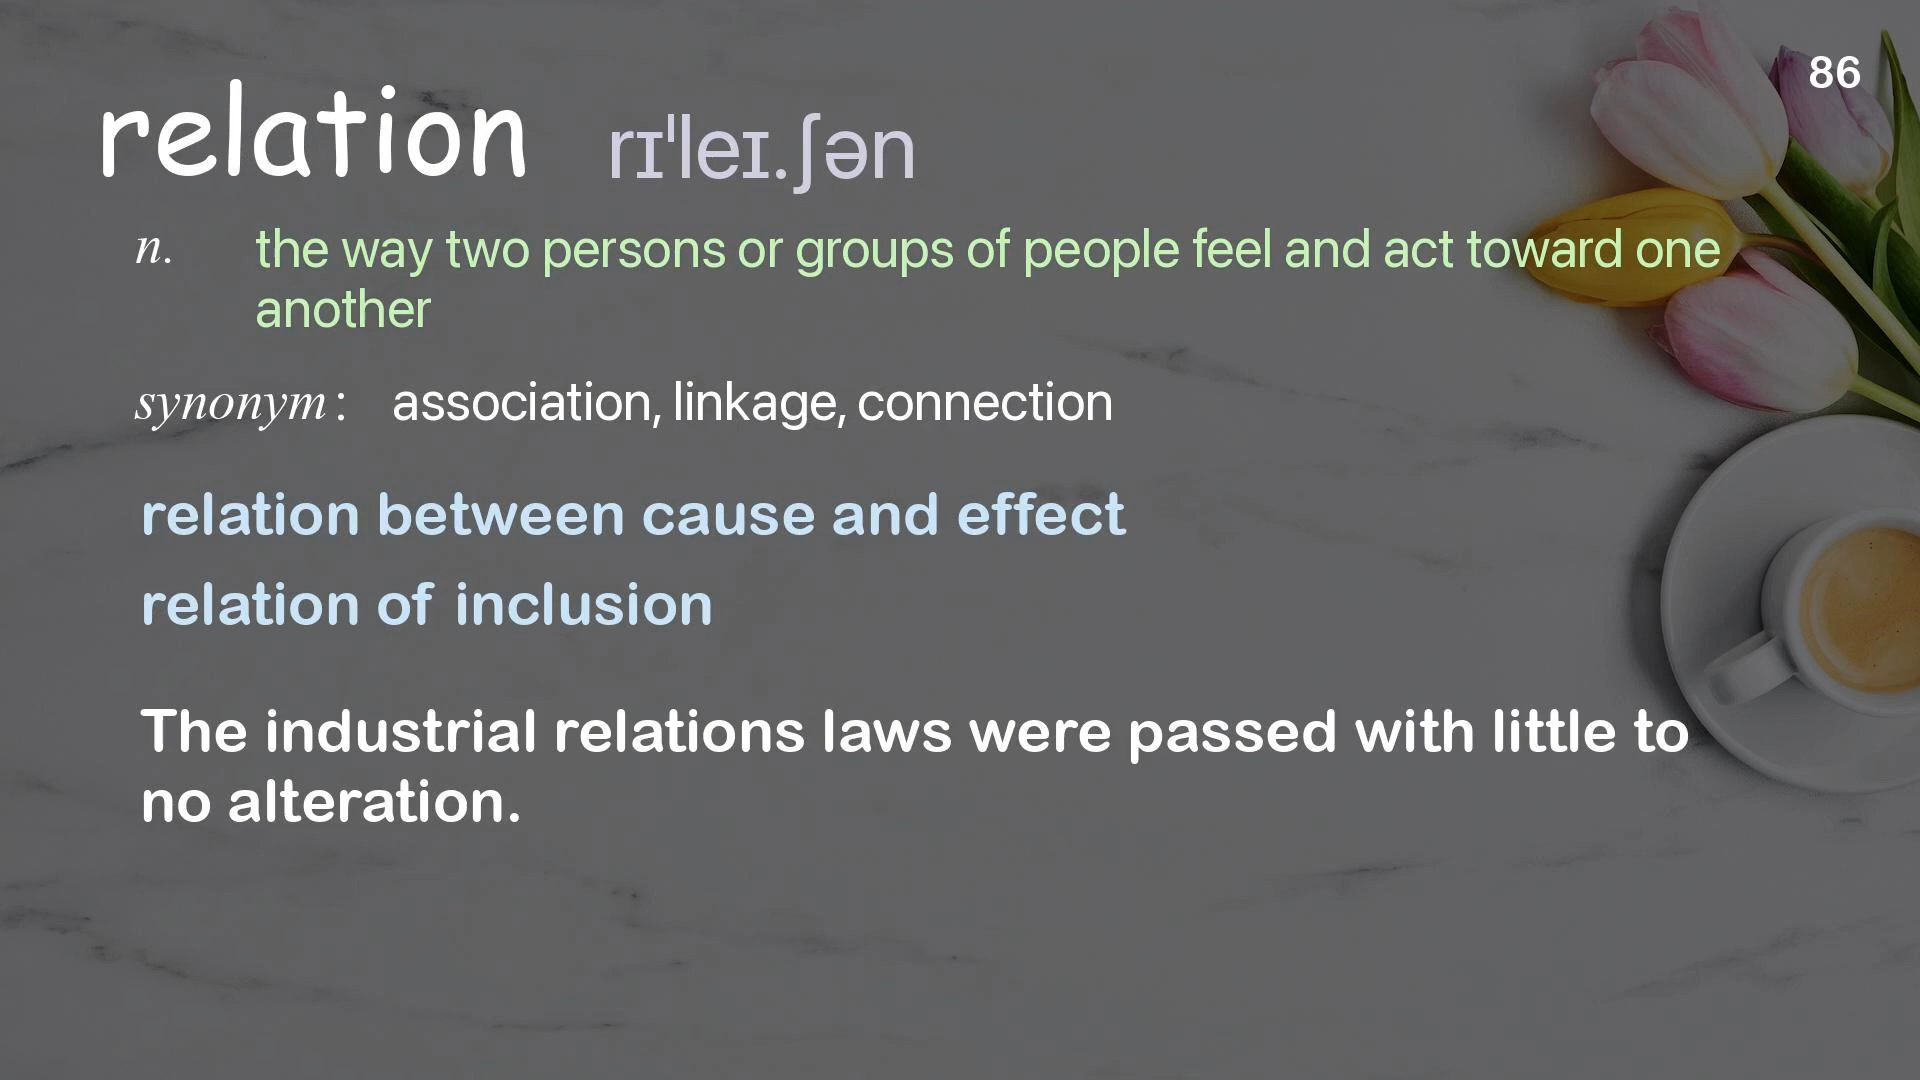 86
relation rɪˈleɪ.ʃən
n. the way two persons or groups of people feel and act toward one
another
synonym: association, linkage, connection
relation between cause and effect
relation of inclusion
The industrial relations laws were passed with little to
no alteration.